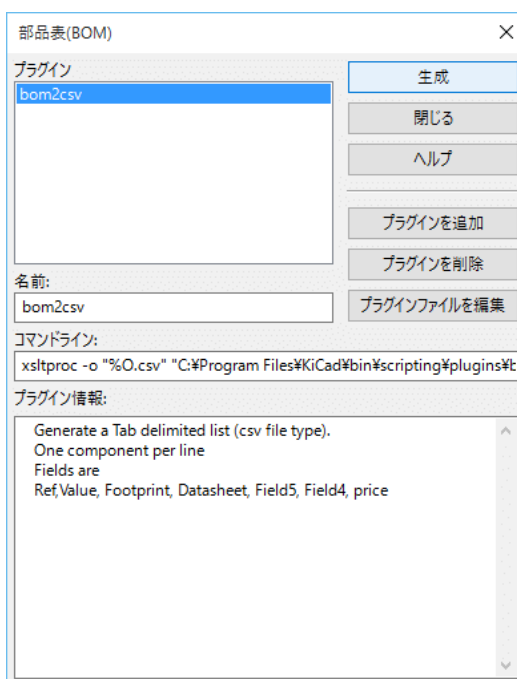 部品表(BOM)
プラグイン
bom2csv
生成
閉じる
ヘルプ
プラグインを追加
プラグインを削除
プラグインファイルを編集
名前:
bom2csv
コマンドライン:
xsltproc -o "%O.csv" "C:¥Program Files¥KiCad¥bin¥scripting¥plugins¥b
プラグイン情報:
Generate a Tab delimited list (csv file type).
One component per line
Fields are
Ref,Value, Footprint, Datasheet, Field5, Field4, price